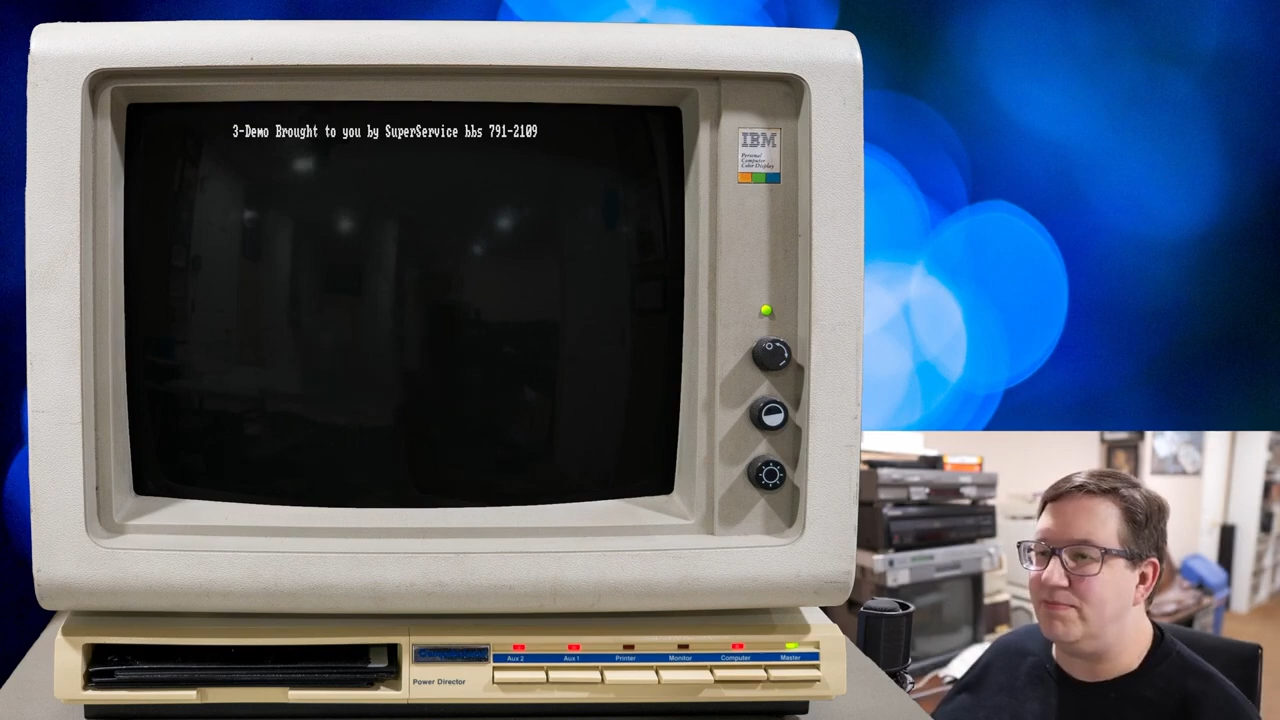 3-Demo Brought to you by SuperService bbs 791-2109
IBM
Personal
Computer
Color Display
Aux 2 Aux 1 Printer Monitor Computer Master
Power Director